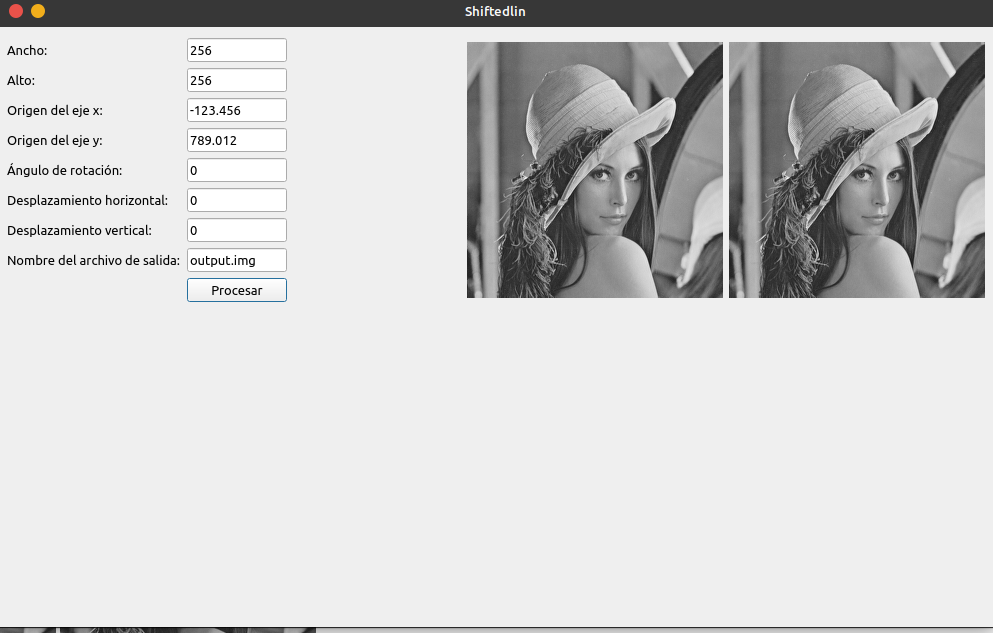 Shiftedlin
Ancho: 256
Alto: 256
Origen del eje x: -123.456
Origen del eje y: 789.012
Ángulo de rotación: 0
Desplazamiento horizontal: 0
Desplazamiento vertical: 0
Nombre del archivo de salida: output.img
Procesar